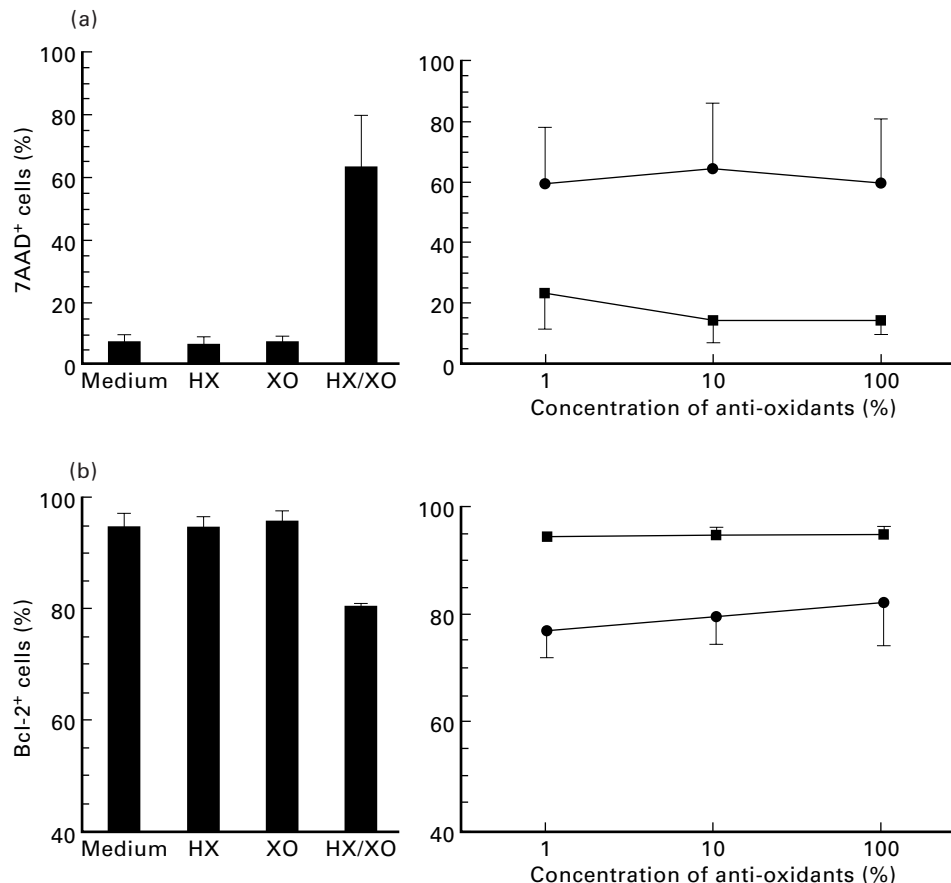 (a)
7AAD⁺ cells (%)
100
80
60
40
20
0
Medium HX XO HX/XO
100
80
60
40
20
0
1 10 100
Concentration of anti-oxidants (%)
(b)
Bcl-2⁺ cells (%)
100
80
60
40
Medium HX XO HX/XO
100
80
60
40
1 10 100
Concentration of anti-oxidants (%)